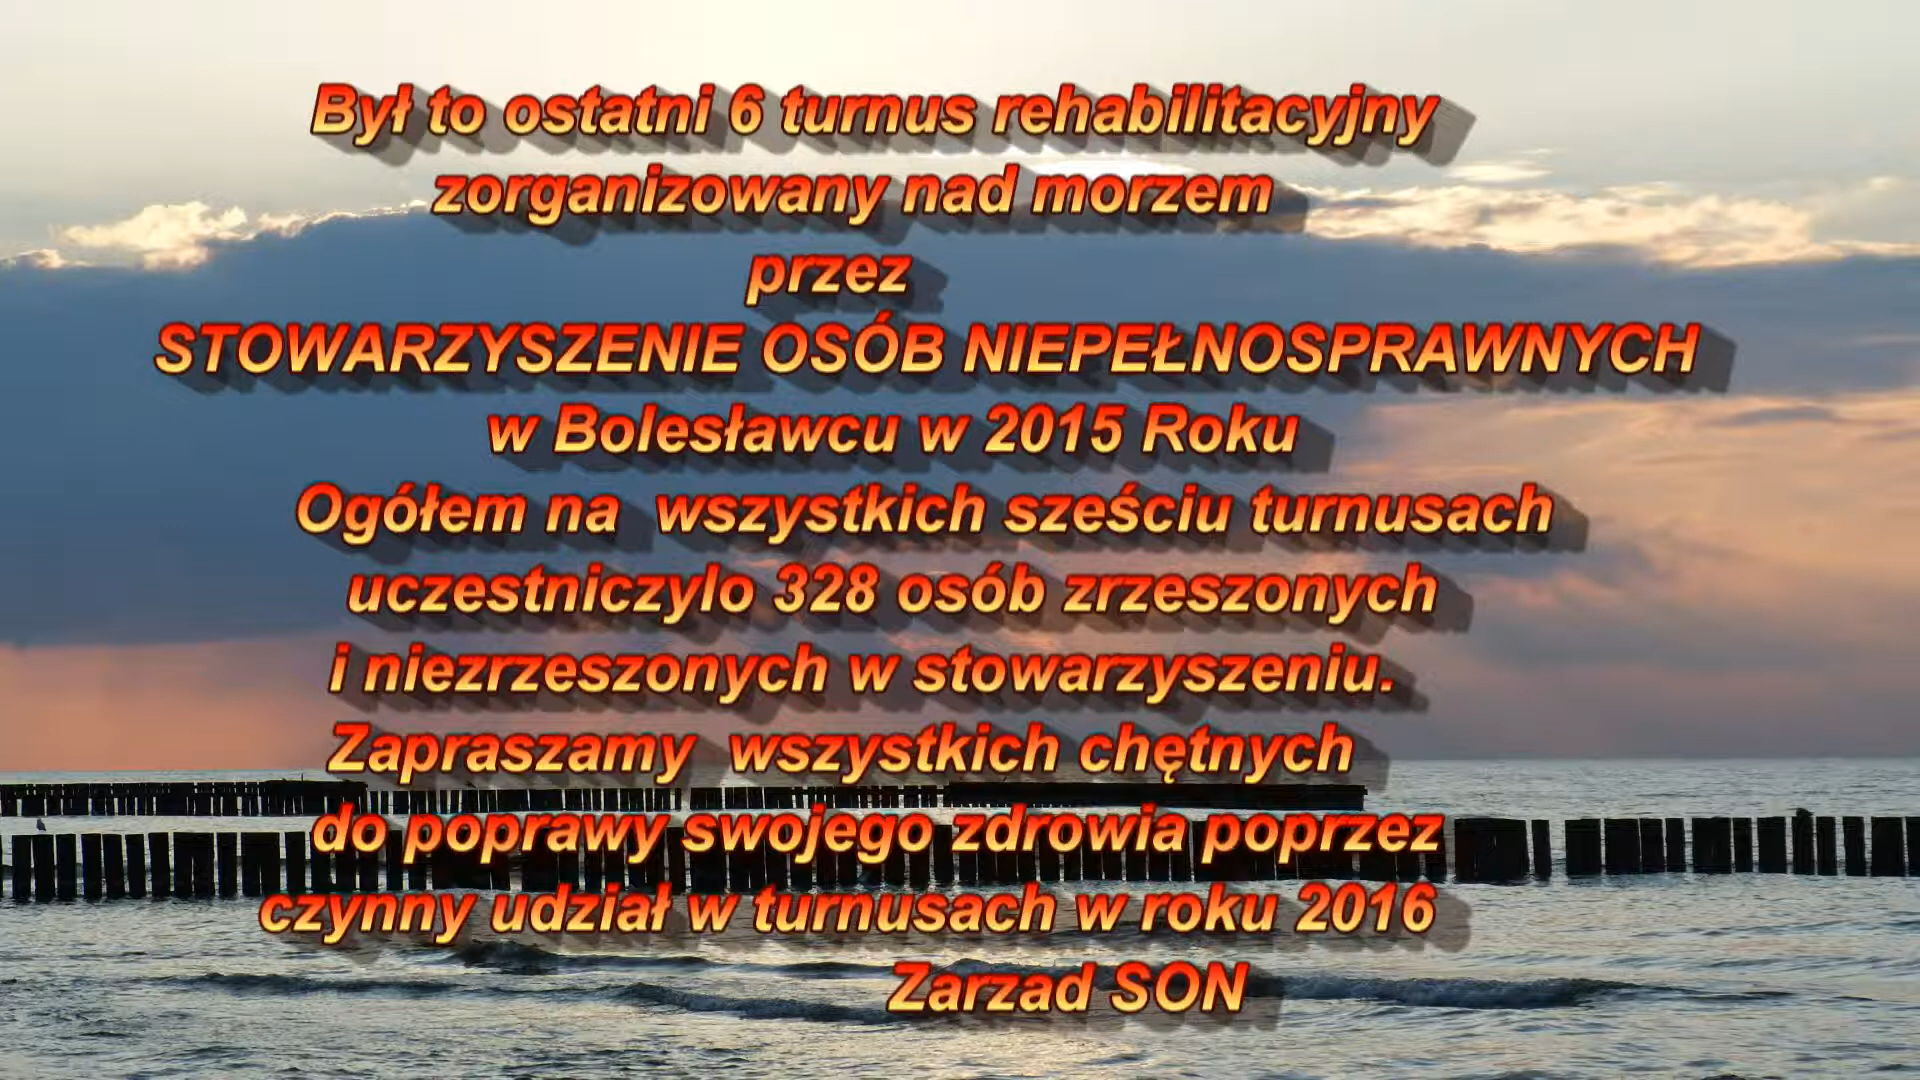 Był to ostatni 6 turnus rehabilitacyjny
zorganizowany nad morzem
przez
STOWARZYSZENIE OSÓB NIEPEŁNOSPRAWNYCH
w Bolesławcu w 2015 Roku
Ogółem na wszystkich sześciu turnusach
uczestniczylo 328 osób zrzeszonych
i niezrzeszonych w stowarzyszeniu.
Zapraszamy wszystkich chętnych
do poprawy swojego zdrowia poprzez
czynny udział w turnusach w roku 2016
Zarzad SON